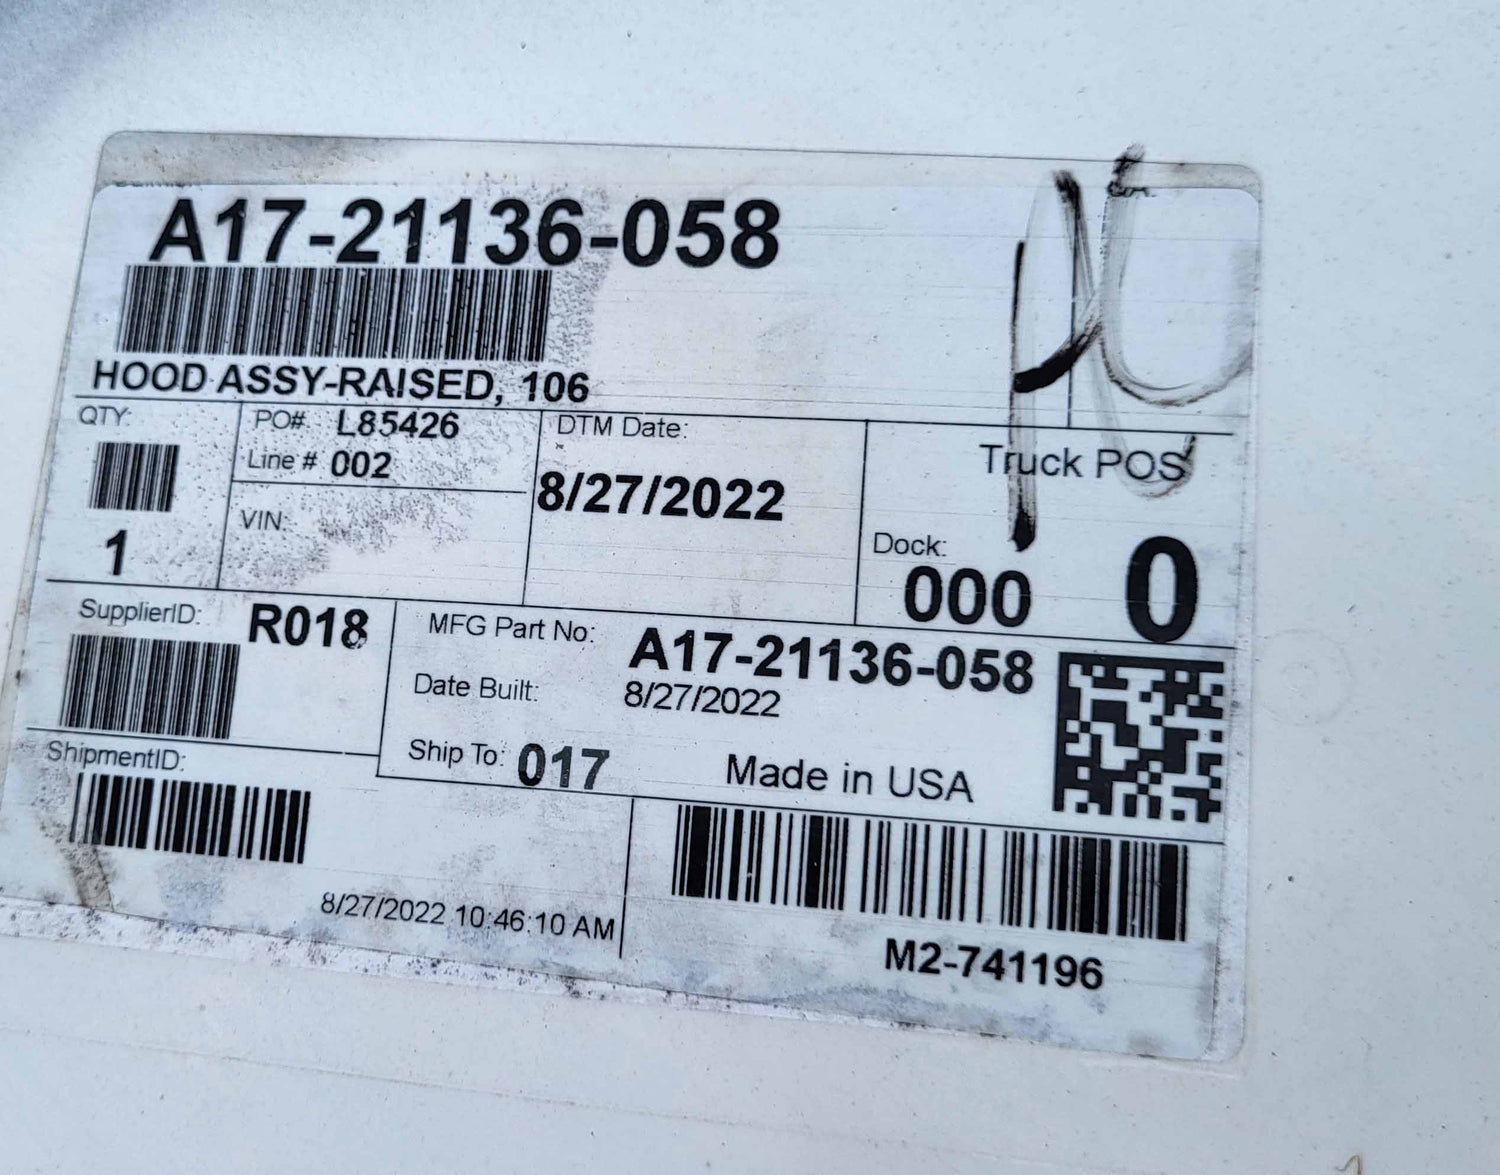 A17-21136-058
HOOD ASSY-RAISED, 106
QTY:
1
PO#: L85426
Line # 002
VIN:
DTM Date:
8/27/2022
Truck POS
Dock:
000
0
SupplierID: R018
MFG Part No: A17-21136-058
Date Built: 8/27/2022
Ship To: 017
Made in USA
ShipmentID:
8/27/2022 10:46:10 AM
M2-741196